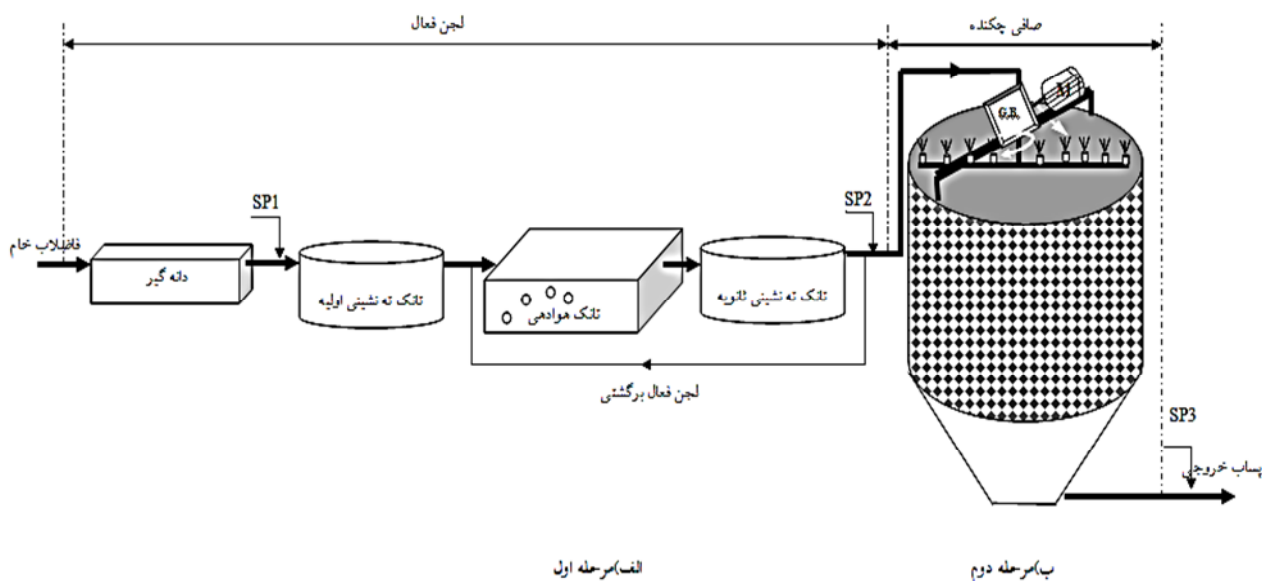 لجن فعال
صافی چکنده
M
G.B.
SP1
SP2
فاضلاب خام
دانه گیر
تانک ته نشینی اولیه
تانک هوادهی
تانک ته نشینی ثانویه
لجن فعال برگشتی
SP3
پساب خروجی
الف)مرحله اول
ب)مرحله دوم